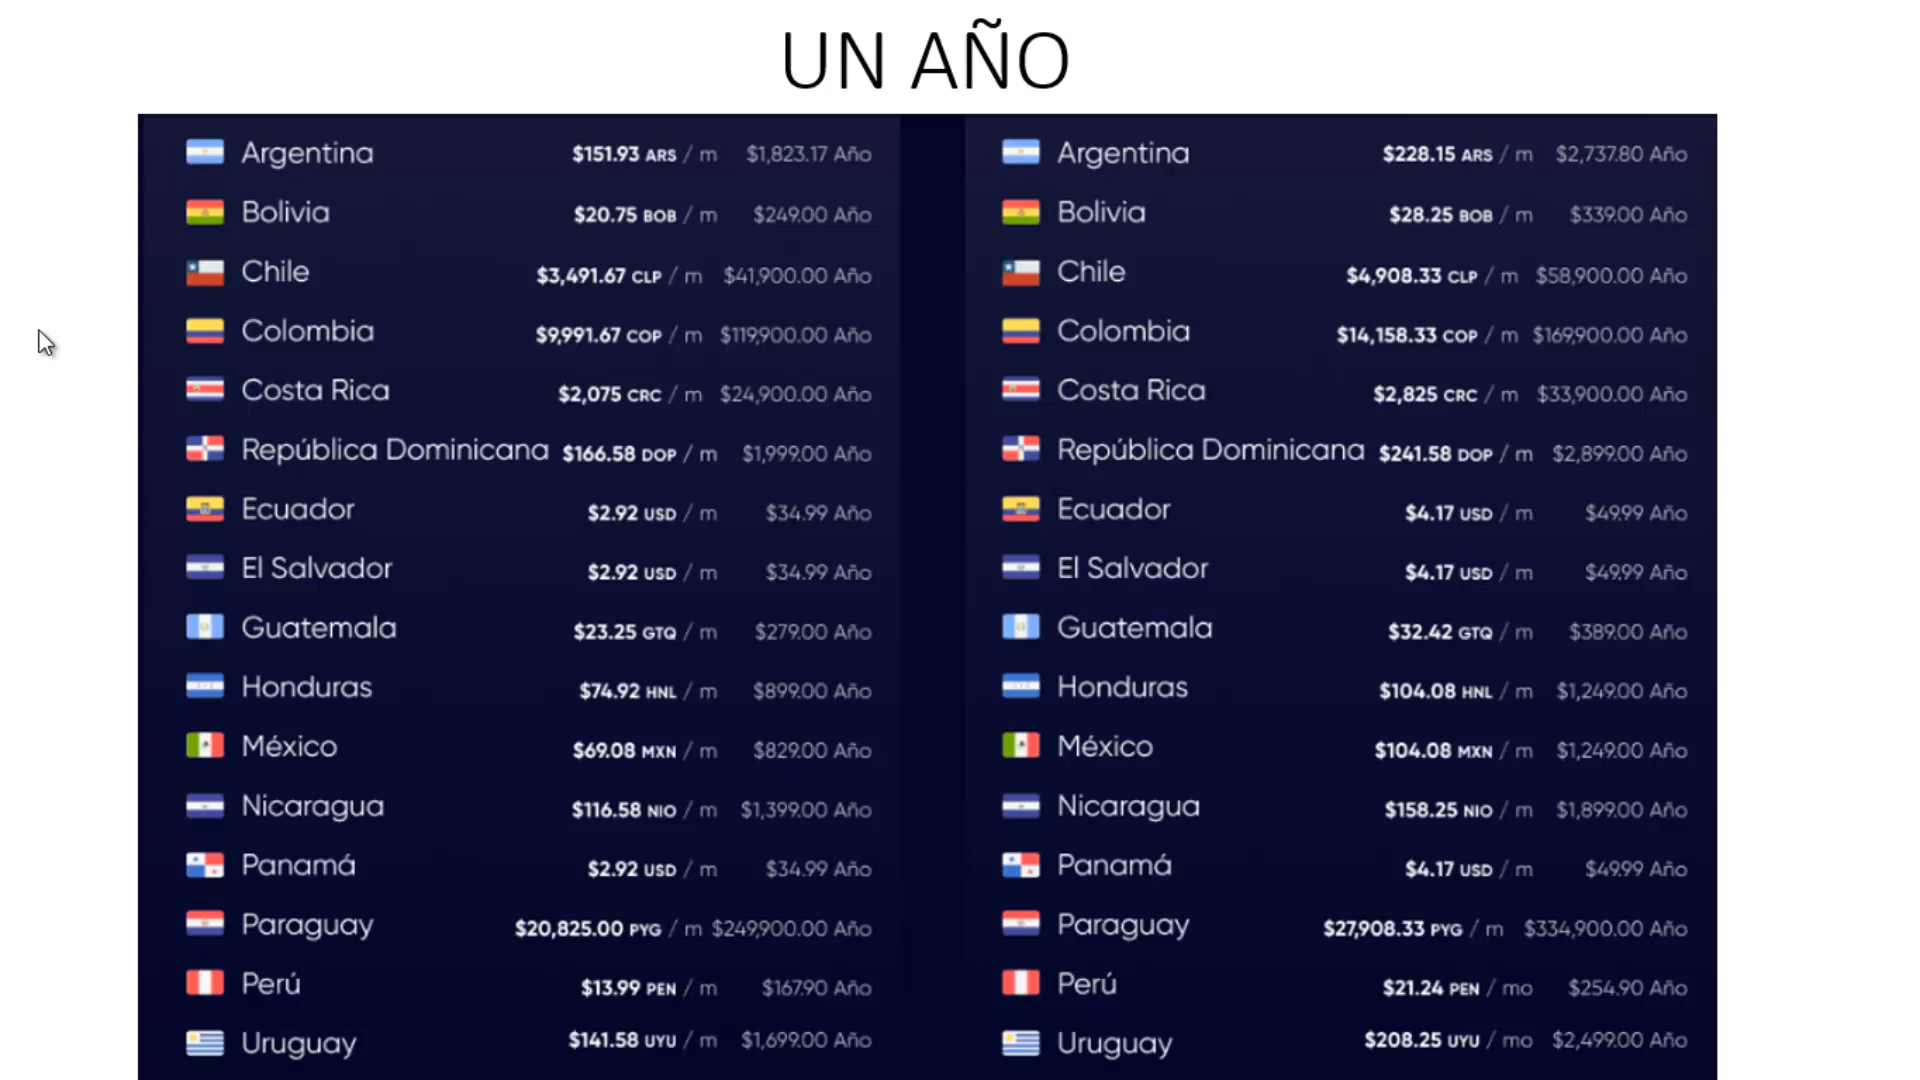 UN AÑO
Argentina $151.93 ARS / m $1,823.17 Año
Bolivia $20.75 BOB / m $249.00 Año
Chile $3,491.67 CLP / m $41,900.00 Año
Colombia $9,991.67 COP / m $119,900.00 Año
Costa Rica $2,075 CRC / m $24,900.00 Año
República Dominicana $166.58 DOP / m $1,999.00 Año
Ecuador $2.92 USD / m $34.99 Año
El Salvador $2.92 USD / m $34.99 Año
Guatemala $23.25 GTQ / m $279.00 Año
Honduras $74.92 HNL / m $899.00 Año
México $69.08 MXN / m $829.00 Año
Nicaragua $116.58 NIO / m $1,399.00 Año
Panamá $2.92 USD / m $34.99 Año
Paraguay $20,825.00 PYG / m $249,900.00 Año
Perú $13.99 PEN / m $167.90 Año
Uruguay $141.58 UYU / m $1,699.00 Año
Argentina $228.15 ARS / m $2,737.80 Año
Bolivia $28.25 BOB / m $339.00 Año
Chile $4,908.33 CLP / m $58,900.00 Año
Colombia $14,158.33 COP / m $169,900.00 Año
Costa Rica $2,825 CRC / m $33,900.00 Año
República Dominicana $241.58 DOP / m $2,899.00 Año
Ecuador $4.17 USD / m $49.99 Año
El Salvador $4.17 USD / m $49.99 Año
Guatemala $32.42 GTQ / m $389.00 Año
Honduras $104.08 HNL / m $1,249.00 Año
México $104.08 MXN / m $1,249.00 Año
Nicaragua $158.25 NIO / m $1,899.00 Año
Panamá $4.17 USD / m $49.99 Año
Paraguay $27,908.33 PYG / m $334,900.00 Año
Perú $21.24 PEN / mo $254.90 Año
Uruguay $208.25 UYU / mo $2,499.00 Año